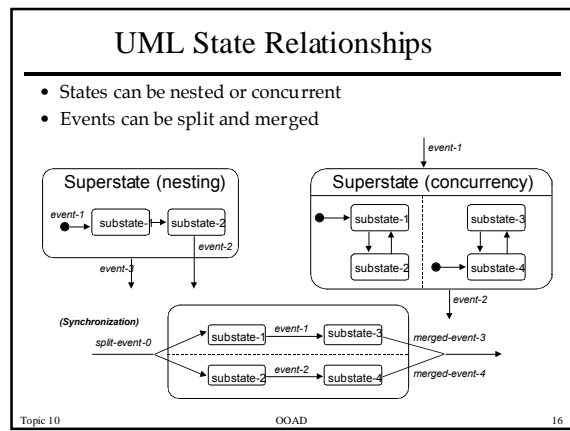 UML State Relationships
• States can be nested or concurrent
• Events can be split and merged
event-1
Superstate (nesting)
event-1
substate-1
substate-2
event-2
event-3
Superstate (concurrency)
substate-1
substate-3
substate-2
substate-4
event-2
(Synchronization)
split-event-0
substate-1
event-1
substate-3
merged-event-3
substate-2
event-2
substate-4
merged-event-4
Topic 10
OOAD
16